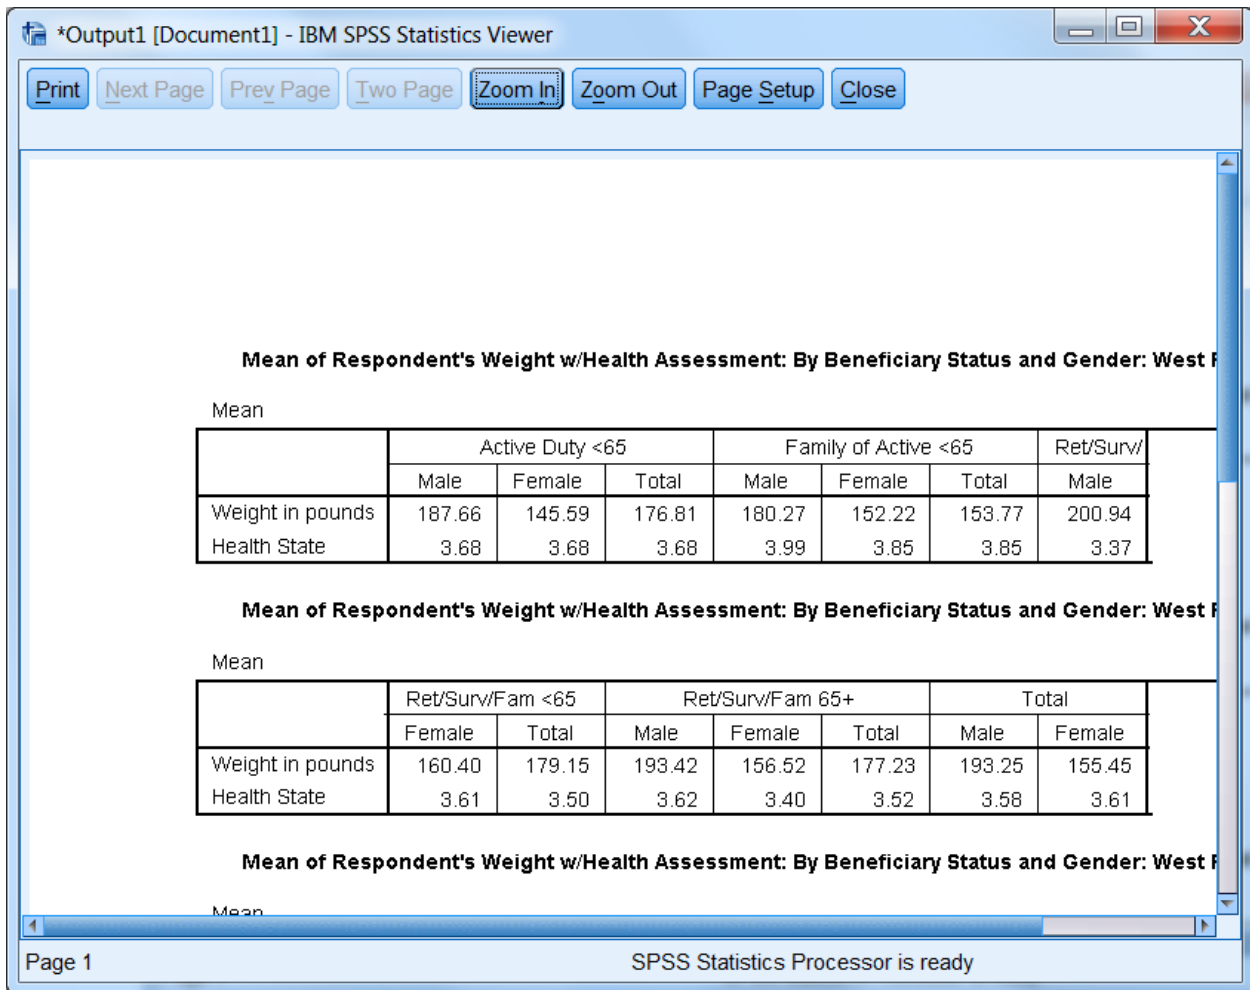 *Output1 [Document1] - IBM SPSS Statistics Viewer
Print Next Page Prev Page Two Page Zoom In Zoom Out Page Setup Close
Mean of Respondent's Weight w/Health Assessment: By Beneficiary Status and Gender: West
Mean
Active Duty <65 Family of Active <65 Ret/Surv/
Male Female Total Male Female Total Male
Weight in pounds 187.66 145.59 176.81 180.27 152.22 153.77 200.94
Health State 3.68 3.68 3.68 3.99 3.85 3.85 3.37
Mean of Respondent's Weight w/Health Assessment: By Beneficiary Status and Gender: West
Mean
Ret/Surv/Fam <65 Ret/Surv/Fam 65+ Total
Female Total Male Female Total Male Female
Weight in pounds 160.40 179.15 193.42 156.52 177.23 193.25 155.45
Health State 3.61 3.50 3.62 3.40 3.52 3.58 3.61
Mean of Respondent's Weight w/Health Assessment: By Beneficiary Status and Gender: West
Mean
Page 1 SPSS Statistics Processor is ready